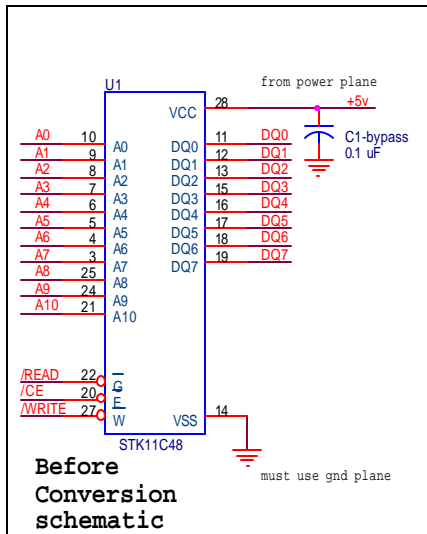 U1
from power plane
VCC 28 +5v
A0 10 A0 DQ0 11 DQ0
A1 9 A1 DQ1 12 DQ1
A2 8 A2 DQ2 13 DQ2
A3 7 A3 DQ3 15 DQ3
A4 6 A4 DQ4 16 DQ4
A5 5 A5 DQ5 17 DQ5
A6 4 A6 DQ6 18 DQ6
A7 3 A7 DQ7 19 DQ7
A8 25 A8
A9 24 A9
A10 21 A10
C1-bypass
0.1 uF
/READ 22 G
/CE 20 E
/WRITE 27 W
VSS 14
STK11C48
must use gnd plane
Before
Conversion
schematic